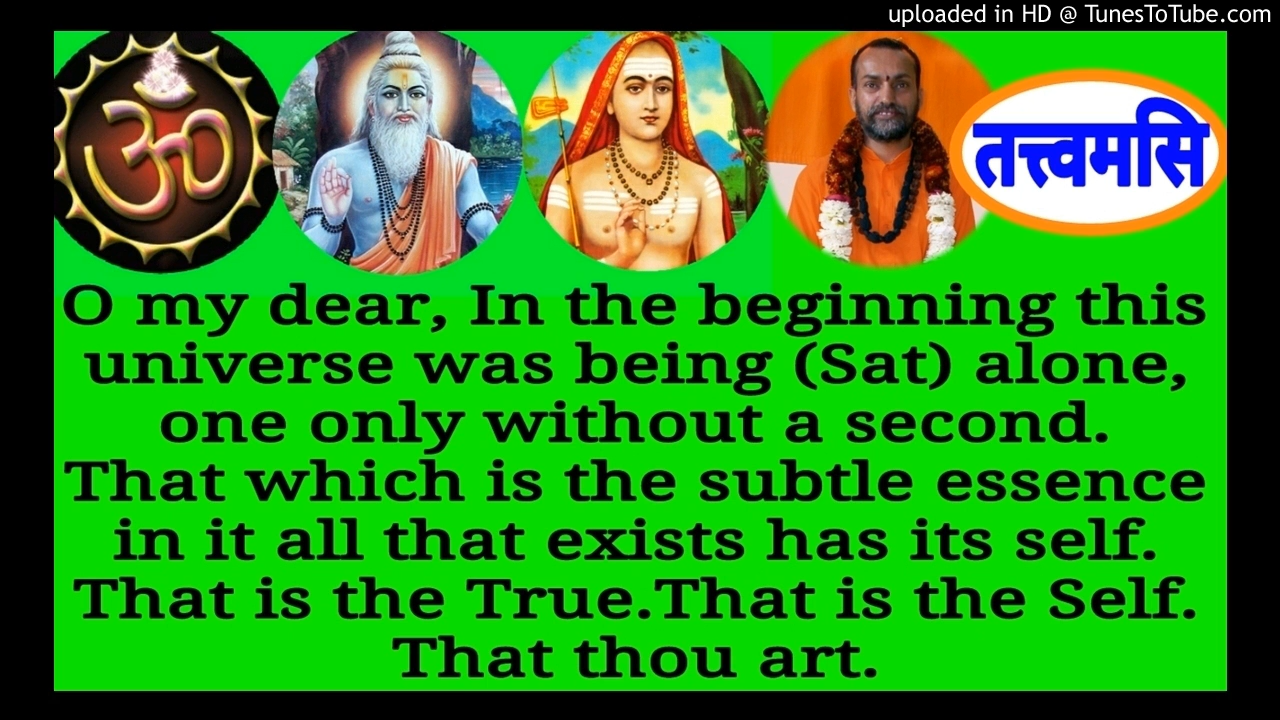 uploaded in HD @ TunesToTube.com
ॐ
तत्त्वमसि
O my dear, In the beginning this
universe was being (Sat) alone,
one only without a second.
That which is the subtle essence
in it all that exists has its self.
That is the True.That is the Self.
That thou art.